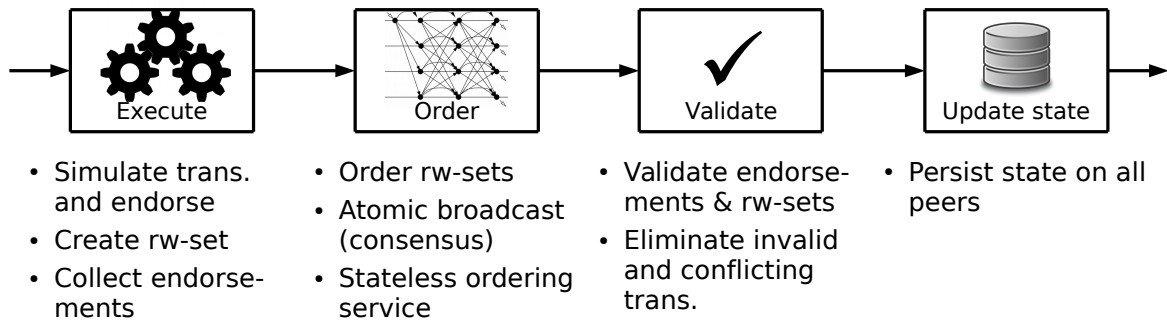 Execute
Order
Validate
Update state
• Simulate trans.
and endorse
• Create rw-set
• Collect endorse-
ments
• Order rw-sets
• Atomic broadcast
(consensus)
• Stateless ordering
service
• Validate endorse-
ments & rw-sets
• Eliminate invalid
and conflicting
trans.
• Persist state on all
peers